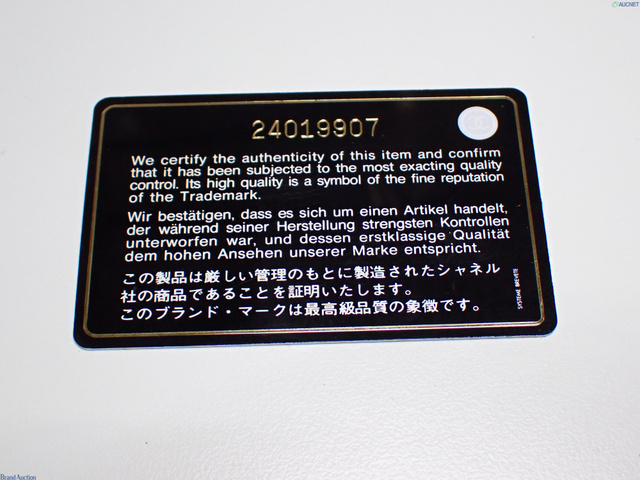 AUCNET
24019907
We certify the authenticity of this item and confirm
that it has been subjected to the most exacting quality
control. Its high quality is a symbol of the fine reputation
of the Trademark.
Wir bestätigen, dass es sich um einen Artikel handelt,
der während seiner Herstellung strengsten Kontrollen
unterworfen war, und dessen erstklassige Qualität
dem hohen Ansehen unserer Marke entspricht.
この製品は厳しい管理のもとに製造されたシャネル
社の商品であることを証明いたします。
このブランド・マークは最高級品質の象徴です。
SYSTEME BREVETE
Brand Auction